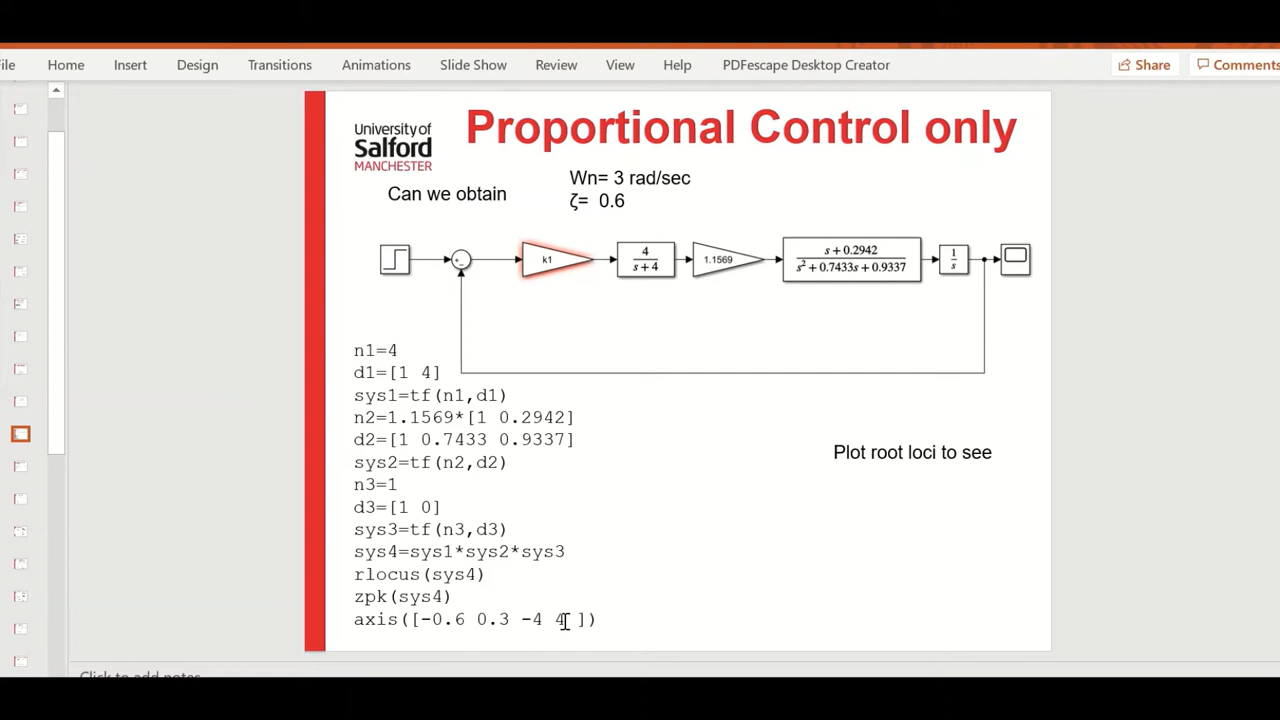 File Home Insert Design Transitions Animations Slide Show Review View Help PDFescape Desktop Creator Share Comments
University of
Salford
MANCHESTER
Proportional Control only
Can we obtain
Wn= 3 rad/sec
ζ= 0.6
+
-
k1
4
s+4
1.1569
s+0.2942
s²+0.7433s+0.9337
1
s
n1=4
d1=[1 4]
sys1=tf(n1,d1)
n2=1.1569*[1 0.2942]
d2=[1 0.7433 0.9337]
sys2=tf(n2,d2)
n3=1
d3=[1 0]
sys3=tf(n3,d3)
sys4=sys1*sys2*sys3
rlocus(sys4)
zpk(sys4)
axis([-0.6 0.3 -4 4 ])
Plot root loci to see
Click to add notes